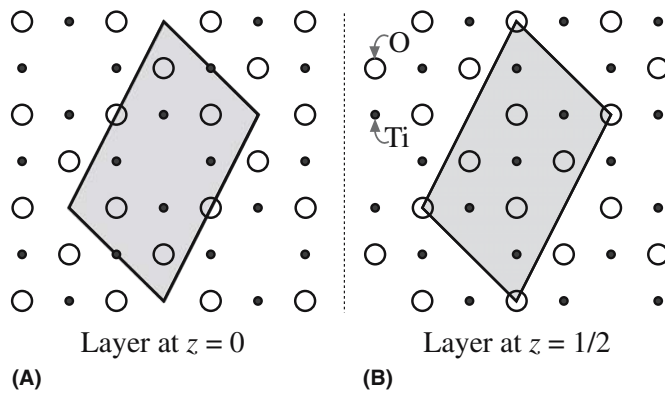 O
Ti
Layer at z = 0
Layer at z = 1/2
(A)
(B)